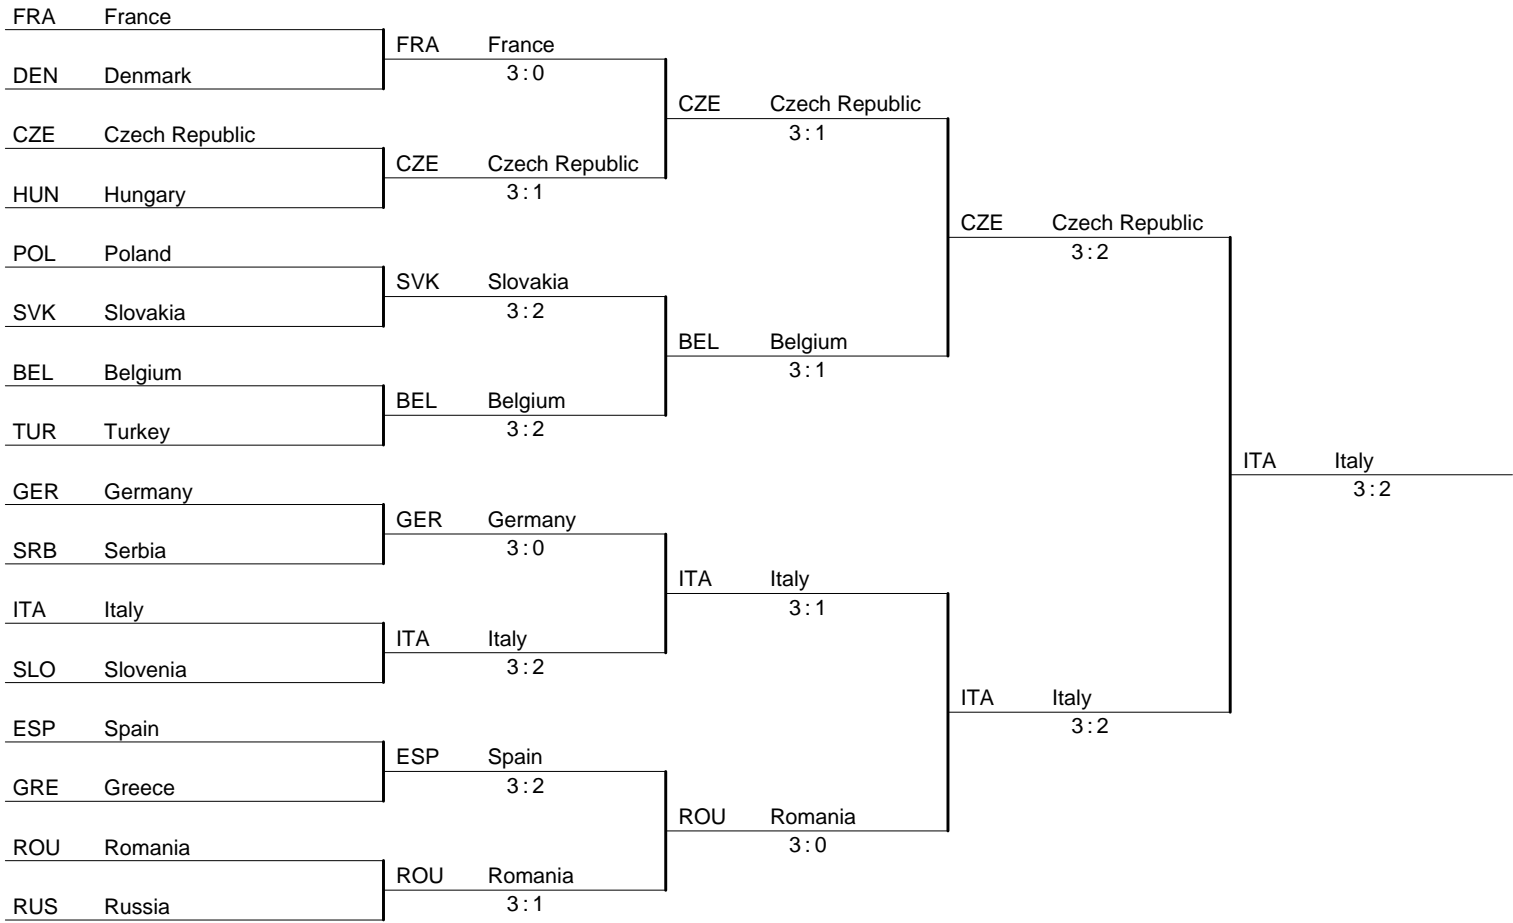 FRA France
DEN Denmark
CZE Czech Republic
HUN Hungary
POL Poland
SVK Slovakia
BEL Belgium
TUR Turkey
GER Germany
SRB Serbia
ITA Italy
SLO Slovenia
ESP Spain
GRE Greece
ROU Romania
RUS Russia
FRA France
3 : 0
CZE Czech Republic
3 : 1
SVK Slovakia
3 : 2
BEL Belgium
3 : 2
GER Germany
3 : 0
ITA Italy
3 : 2
ESP Spain
3 : 2
ROU Romania
3 : 1
CZE Czech Republic
3 : 1
BEL Belgium
3 : 1
ITA Italy
3 : 1
ROU Romania
3 : 0
CZE Czech Republic
3 : 2
ITA Italy
3 : 2
ITA Italy
3 : 2